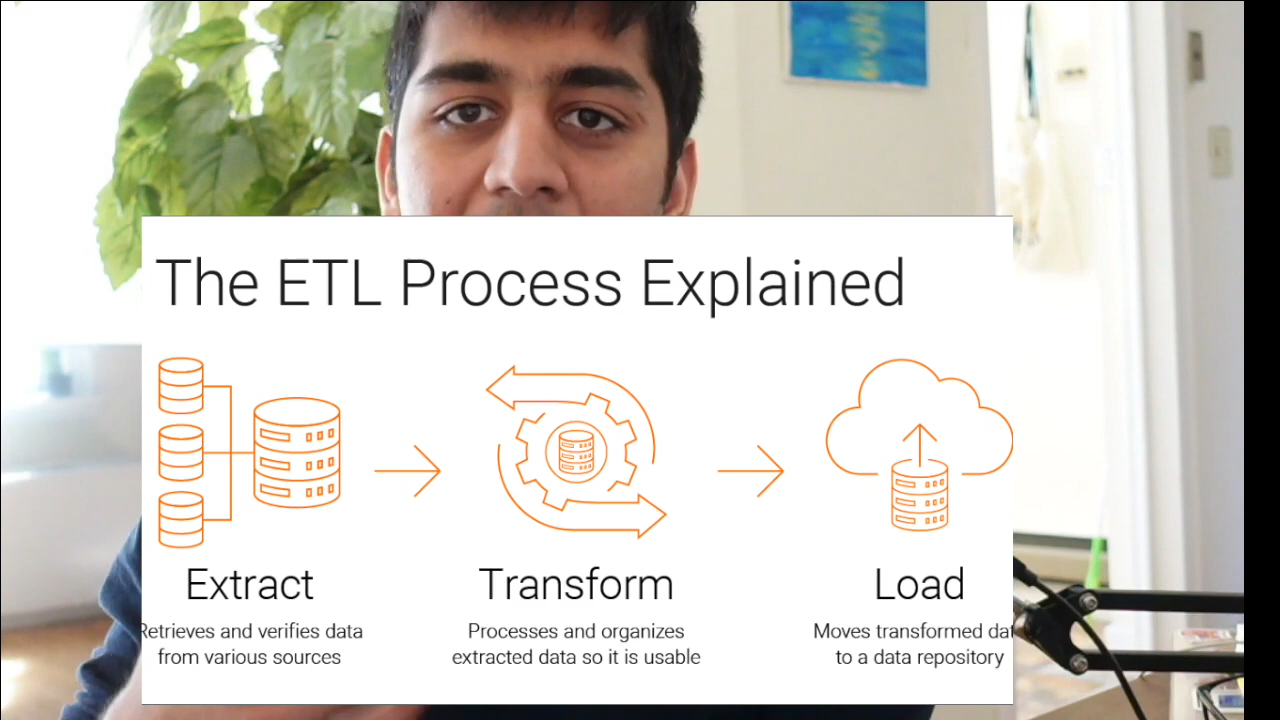 The ETL Process Explained
Extract
Retrieves and verifies data
from various sources
Transform
Processes and organizes
extracted data so it is usable
Load
Moves transformed dat
to a data repository